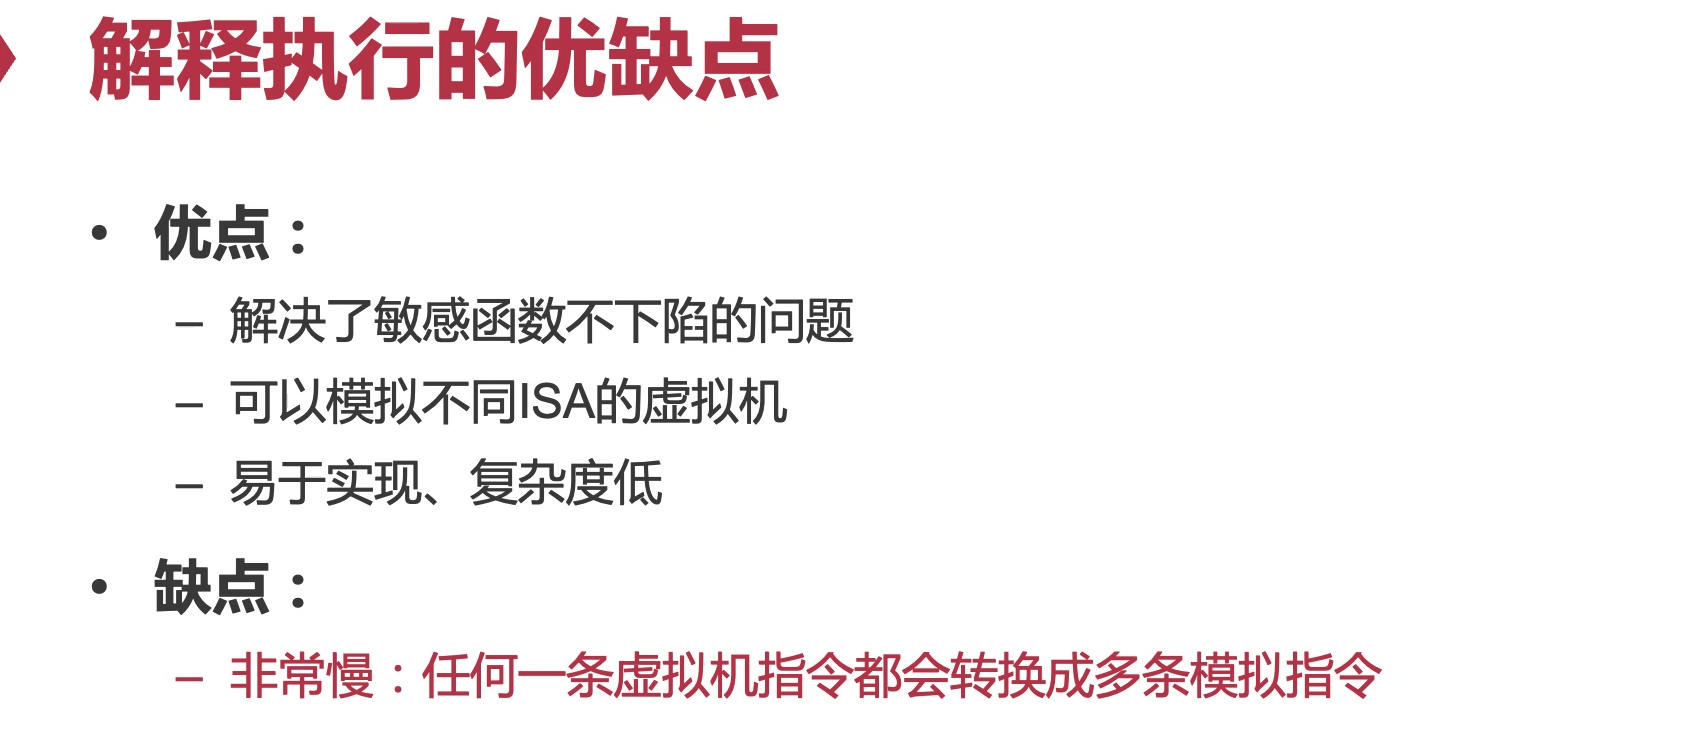 解释执行的优缺点
• 优点：
– 解决了敏感函数不下陷的问题
– 可以模拟不同ISA的虚拟机
– 易于实现、复杂度低
• 缺点：
– 非常慢：任何一条虚拟机指令都会转换成多条模拟指令